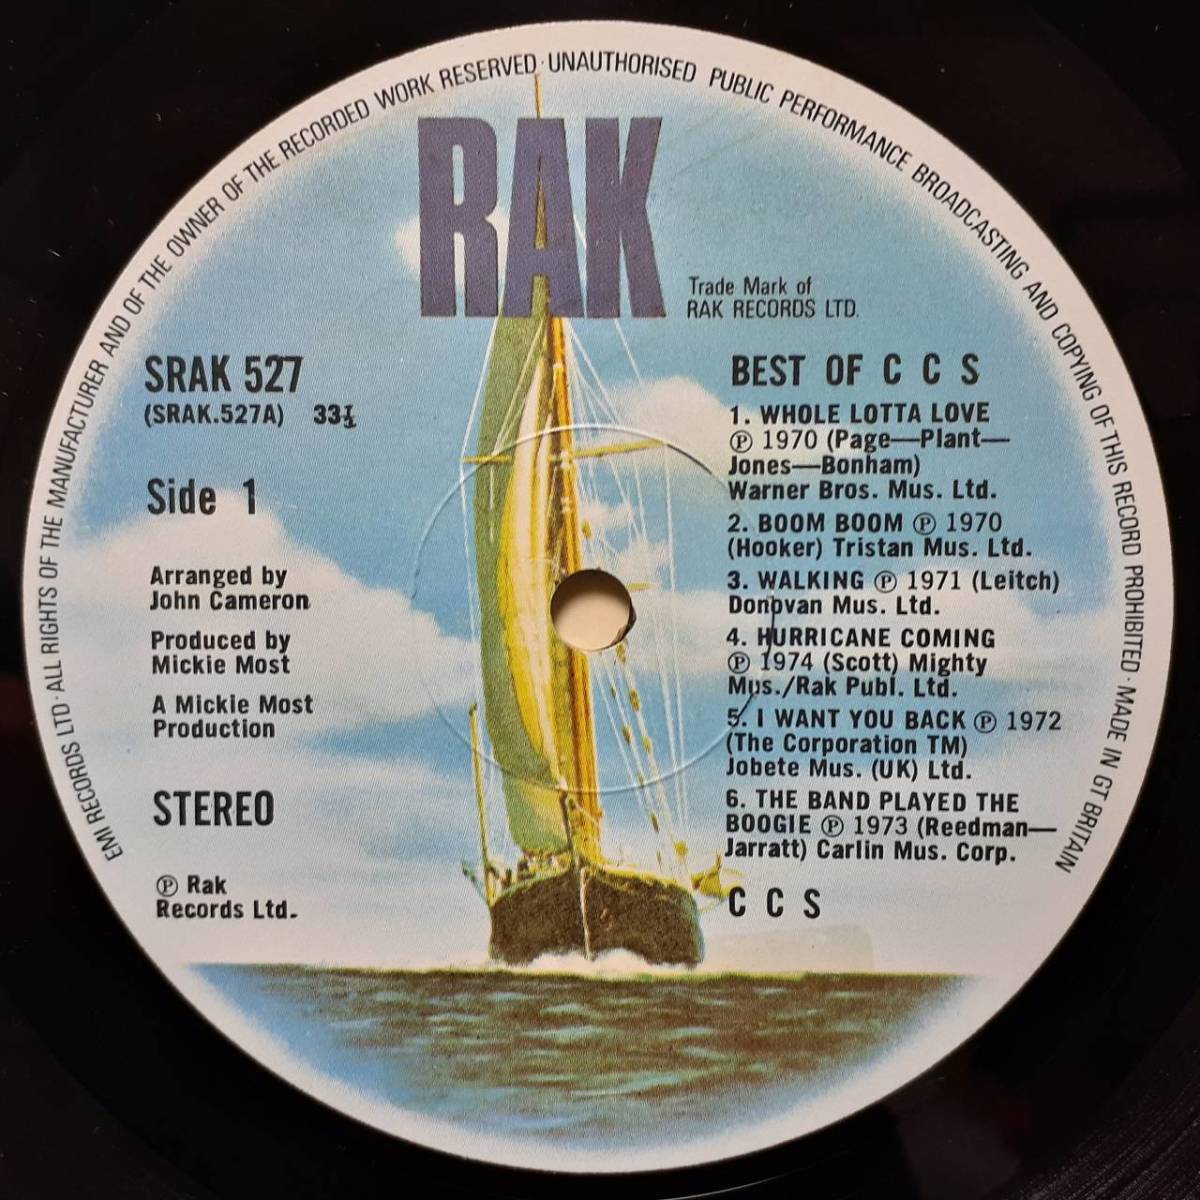 EMI RECORDS LTD · ALL RIGHTS OF THE MANUFACTURER AND OF THE OWNER OF THE RECORDED WORK RESERVED · UNAUTHORISED PUBLIC PERFORMANCE BROADCASTING AND COPYING OF THIS RECORD PROHIBITED · MADE IN GT BRITAIN
RAK
Trade Mark of
RAK RECORDS LTD.
SRAK 527
(SRAK.527A) 33⅓
Side 1
Arranged by
John Cameron
Produced by
Mickie Most
A Mickie Most
Production
STEREO
℗ Rak
Records Ltd.
BEST OF C C S
1. WHOLE LOTTA LOVE
℗ 1970 (Page—Plant—
Jones—Bonham)
Warner Bros. Mus. Ltd.
2. BOOM BOOM ℗ 1970
(Hooker) Tristan Mus. Ltd.
3. WALKING ℗ 1971 (Leitch)
Donovan Mus. Ltd.
4. HURRICANE COMING
℗ 1974 (Scott) Mighty
Mus./Rak Publ. Ltd.
5. I WANT YOU BACK ℗ 1972
(The Corporation TM)
Jobete Mus. (UK) Ltd.
6. THE BAND PLAYED THE
BOOGIE ℗ 1973 (Reedman—
Jarratt) Carlin Mus. Corp.
C C S